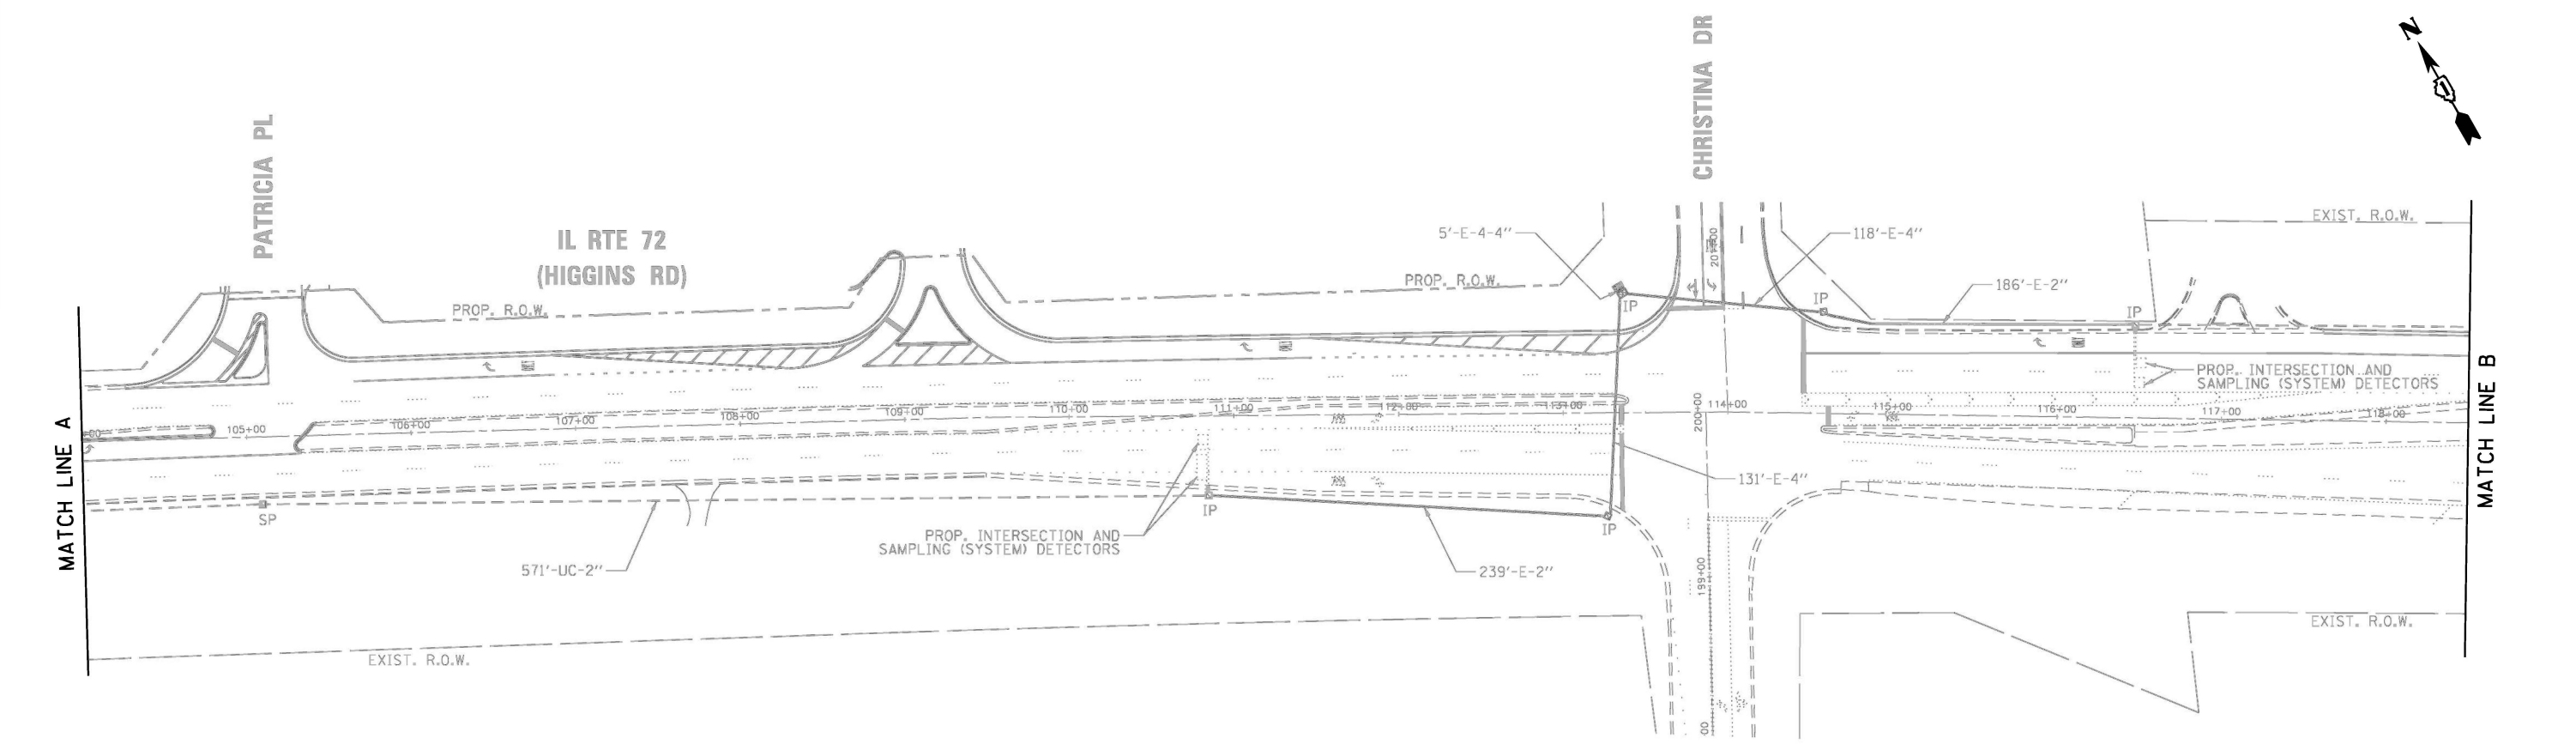 N
CHRISTINA DR
PATRICIA PL
IL RTE 72
(HIGGINS RD)
PROP. R.O.W.
PROP. R.O.W.
5'-E-4-4"
118'-E-4"
186'-E-2"
EXIST. R.O.W.
201+00
IP
IP
IP
PROP. INTERSECTION AND
SAMPLING (SYSTEM) DETECTORS
105+00
106+00
107+00
108+00
109+00
110+00
111+00
112+00
113+00
114+00
115+00
116+00
117+00
118+00
200+00
199+00
MATCH LINE A
MATCH LINE B
SP
IP
IP
131'-E-4"
PROP. INTERSECTION AND
SAMPLING (SYSTEM) DETECTORS
571'-UC-2"
239'-E-2"
EXIST. R.O.W.
EXIST. R.O.W.